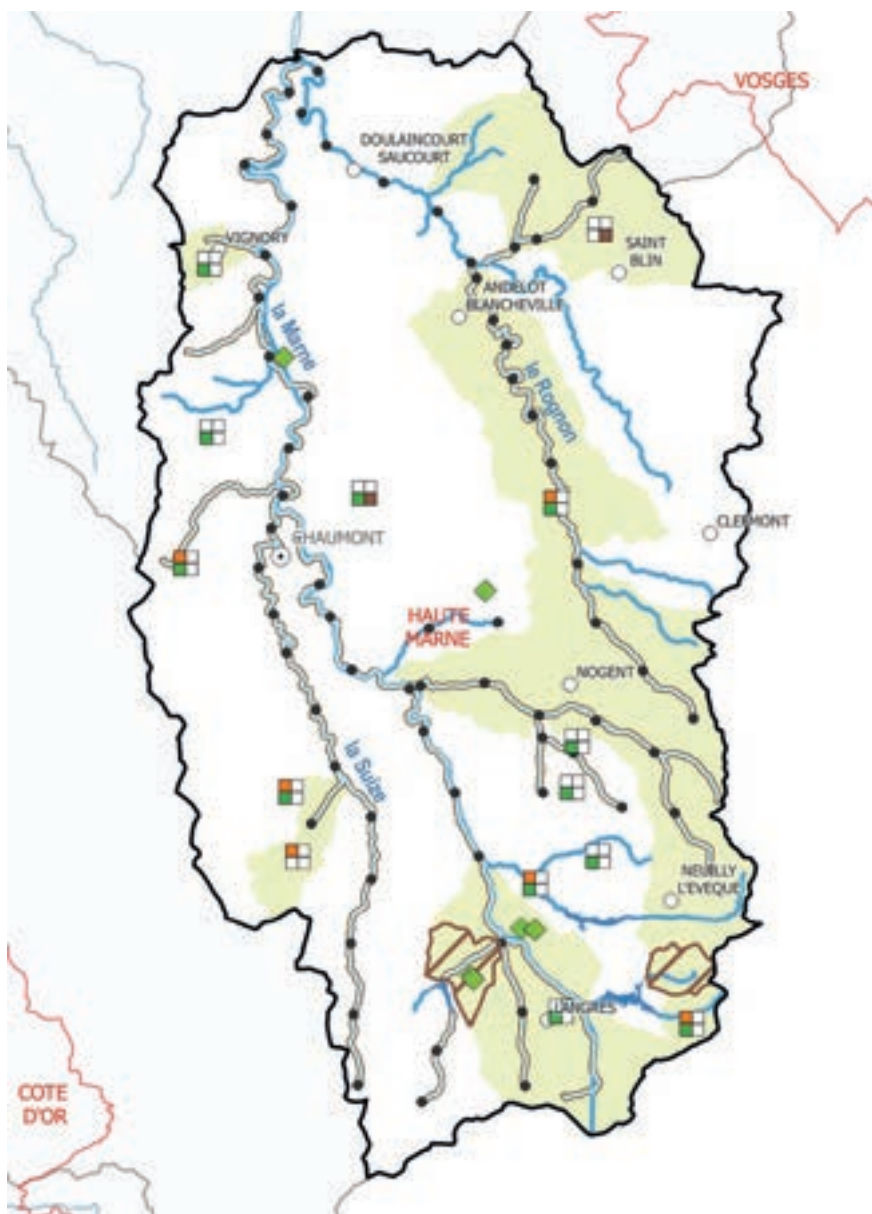 VOSGES
DOULAINCOURT
SAUCOURT
VIGNORY
SAINT
BLIN
ANDELOT
BLANCHEVILLE
la Marne
le Rognon
CLEFMONT
CHAUMONT
HAUTE
MARNE
NOGENT
la Suize
NEUILLY
L'EVEQUE
LANGRES
COTE
D'OR